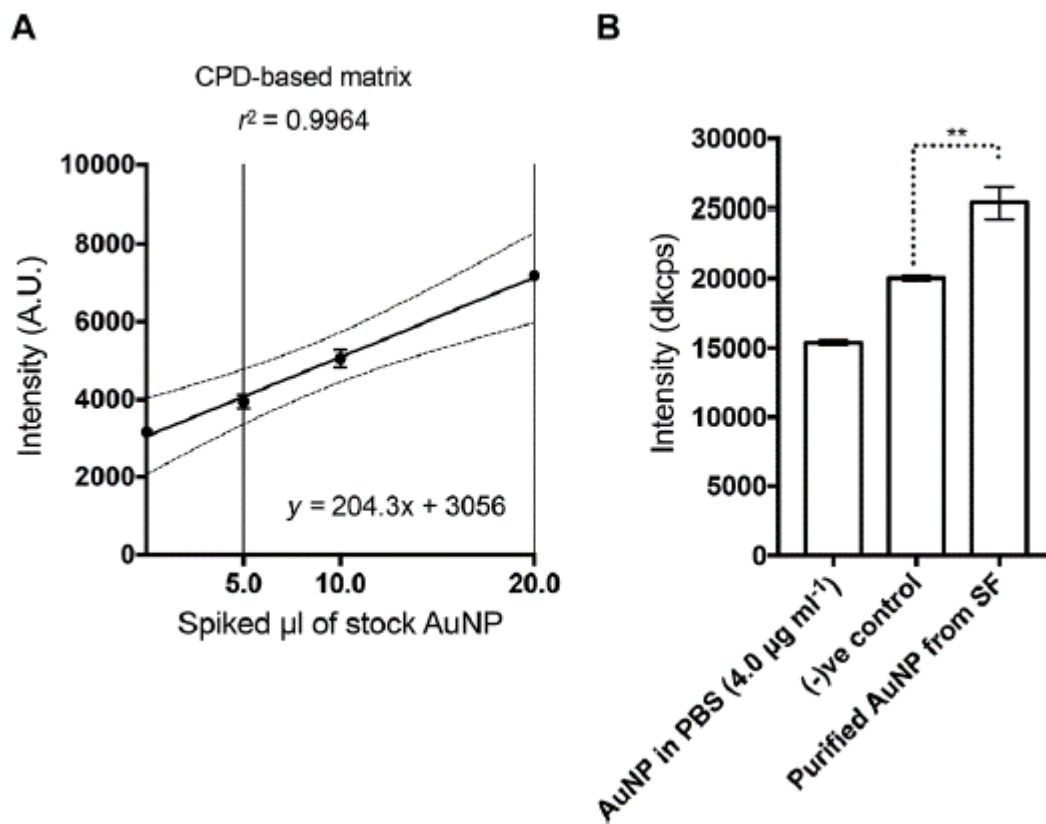 A
CPD-based matrix
r² = 0.9964
10000
8000
6000
4000
2000
0
Intensity (A.U.)
y = 204.3x + 3056
5.0
10.0
20.0
Spiked µl of stock AuNP
B
**
30000
25000
20000
15000
10000
5000
0
Intensity (dkcps)
AuNP in PBS (4.0 µg ml⁻¹)
(-)ve control
Purified AuNP from SF